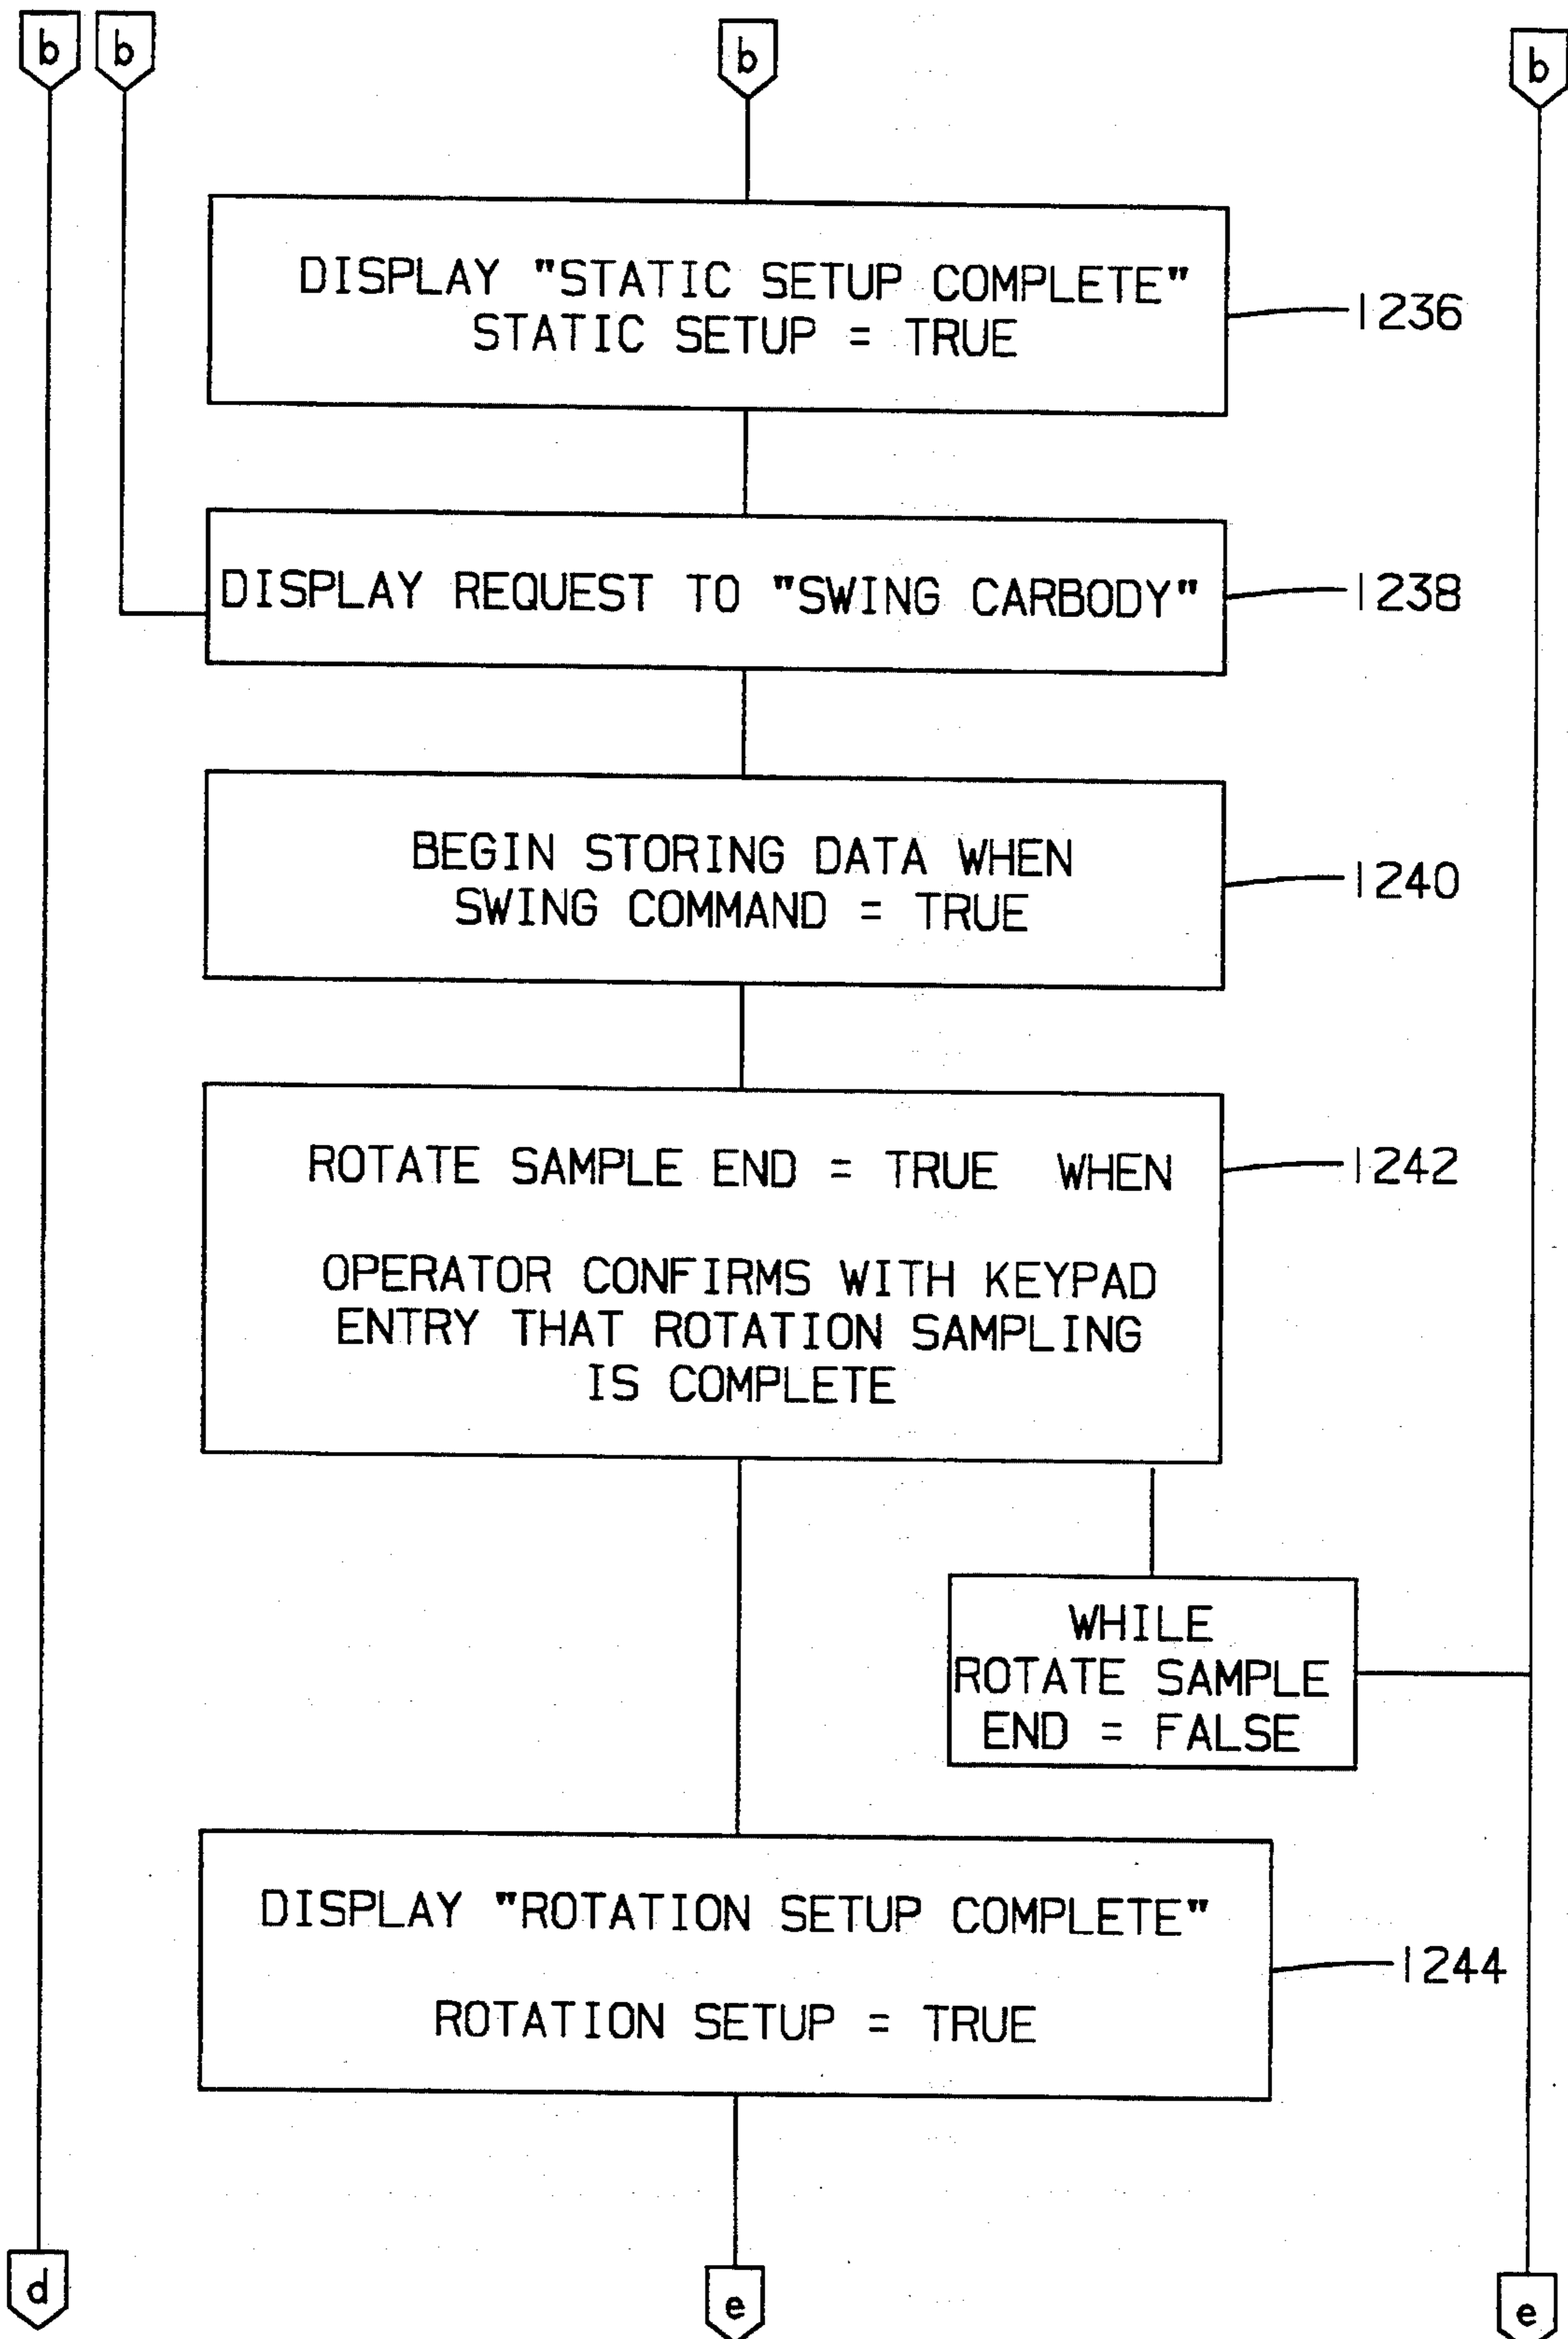 b b b b
DISPLAY "STATIC SETUP COMPLETE"
STATIC SETUP = TRUE
1236
DISPLAY REQUEST TO "SWING CARBODY"
1238
BEGIN STORING DATA WHEN
SWING COMMAND = TRUE
1240
ROTATE SAMPLE END = TRUE WHEN
1242
OPERATOR CONFIRMS WITH KEYPAD
ENTRY THAT ROTATION SAMPLING
IS COMPLETE
WHILE
ROTATE SAMPLE
END = FALSE
DISPLAY "ROTATION SETUP COMPLETE"
1244
ROTATION SETUP = TRUE
d e e